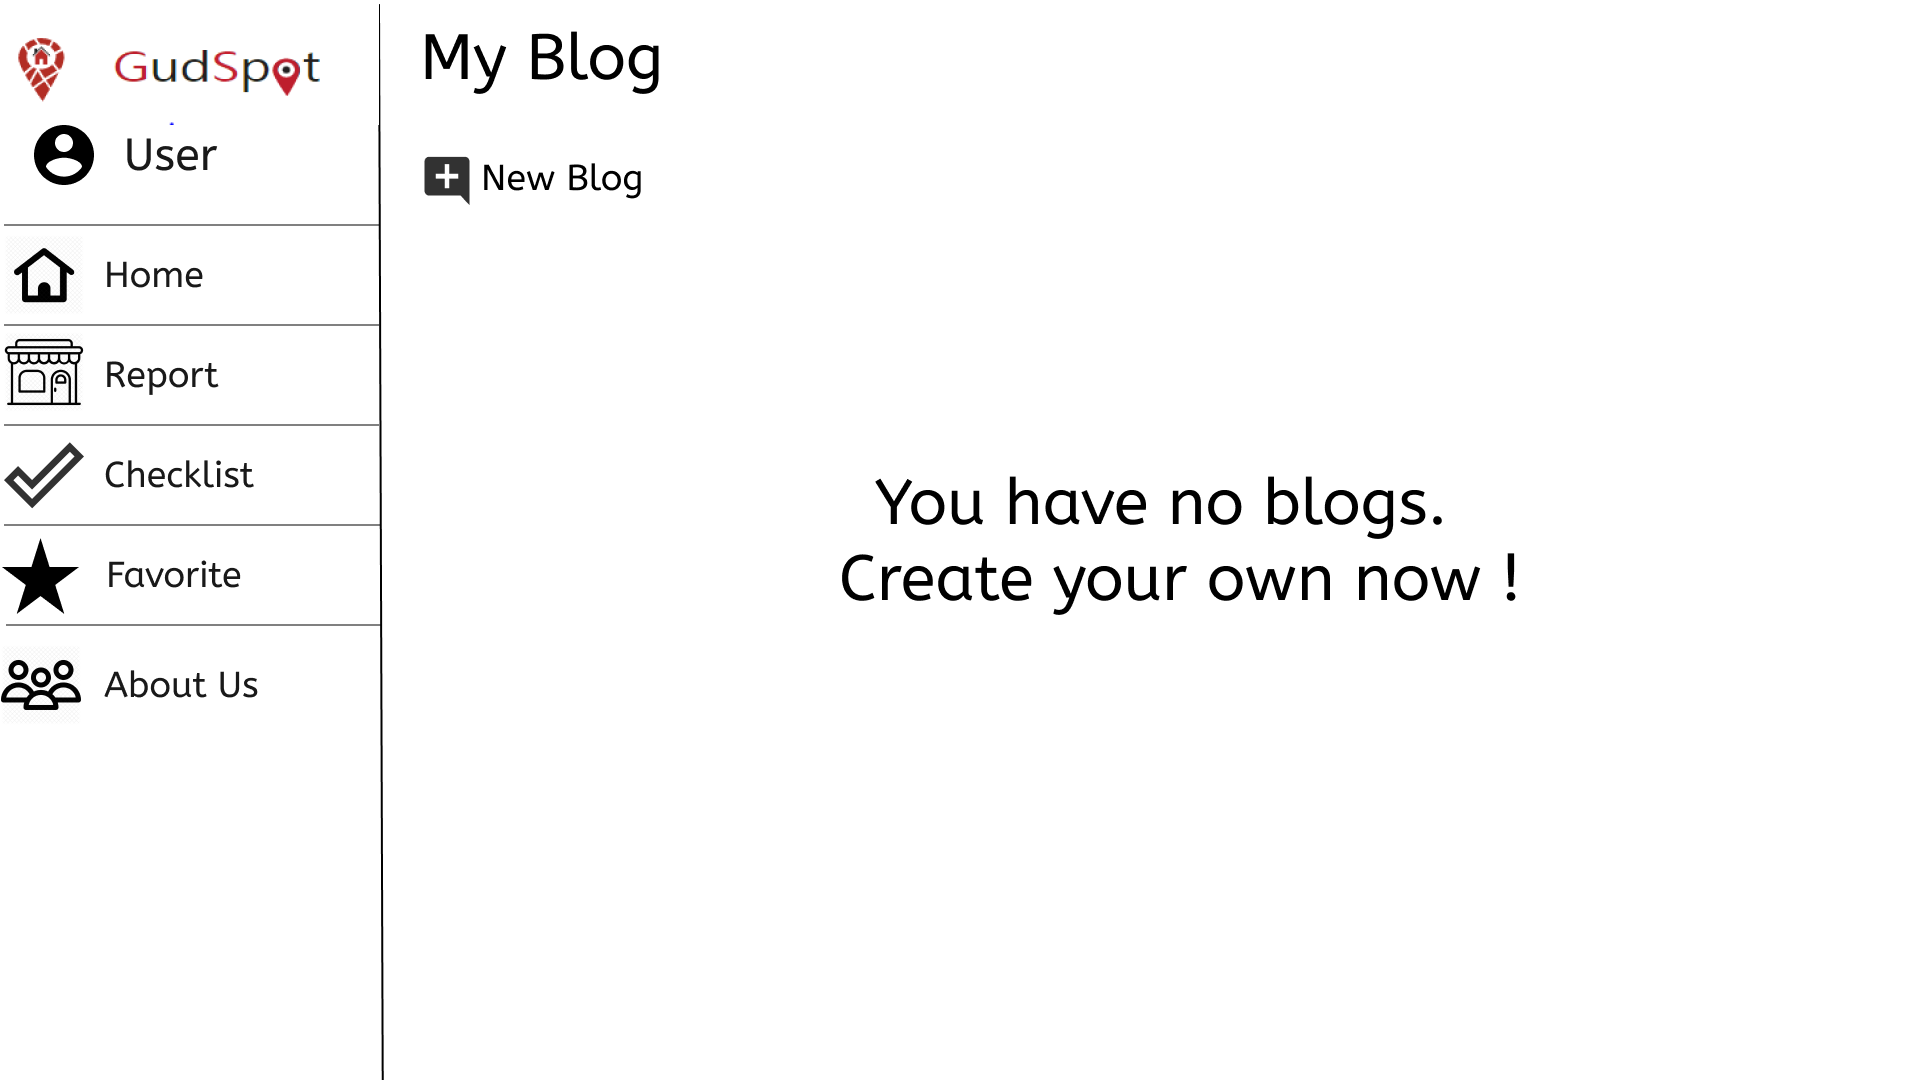 GudSpot
User
Home
Report
Checklist
Favorite
About Us
My Blog
New Blog
You have no blogs.
Create your own now !